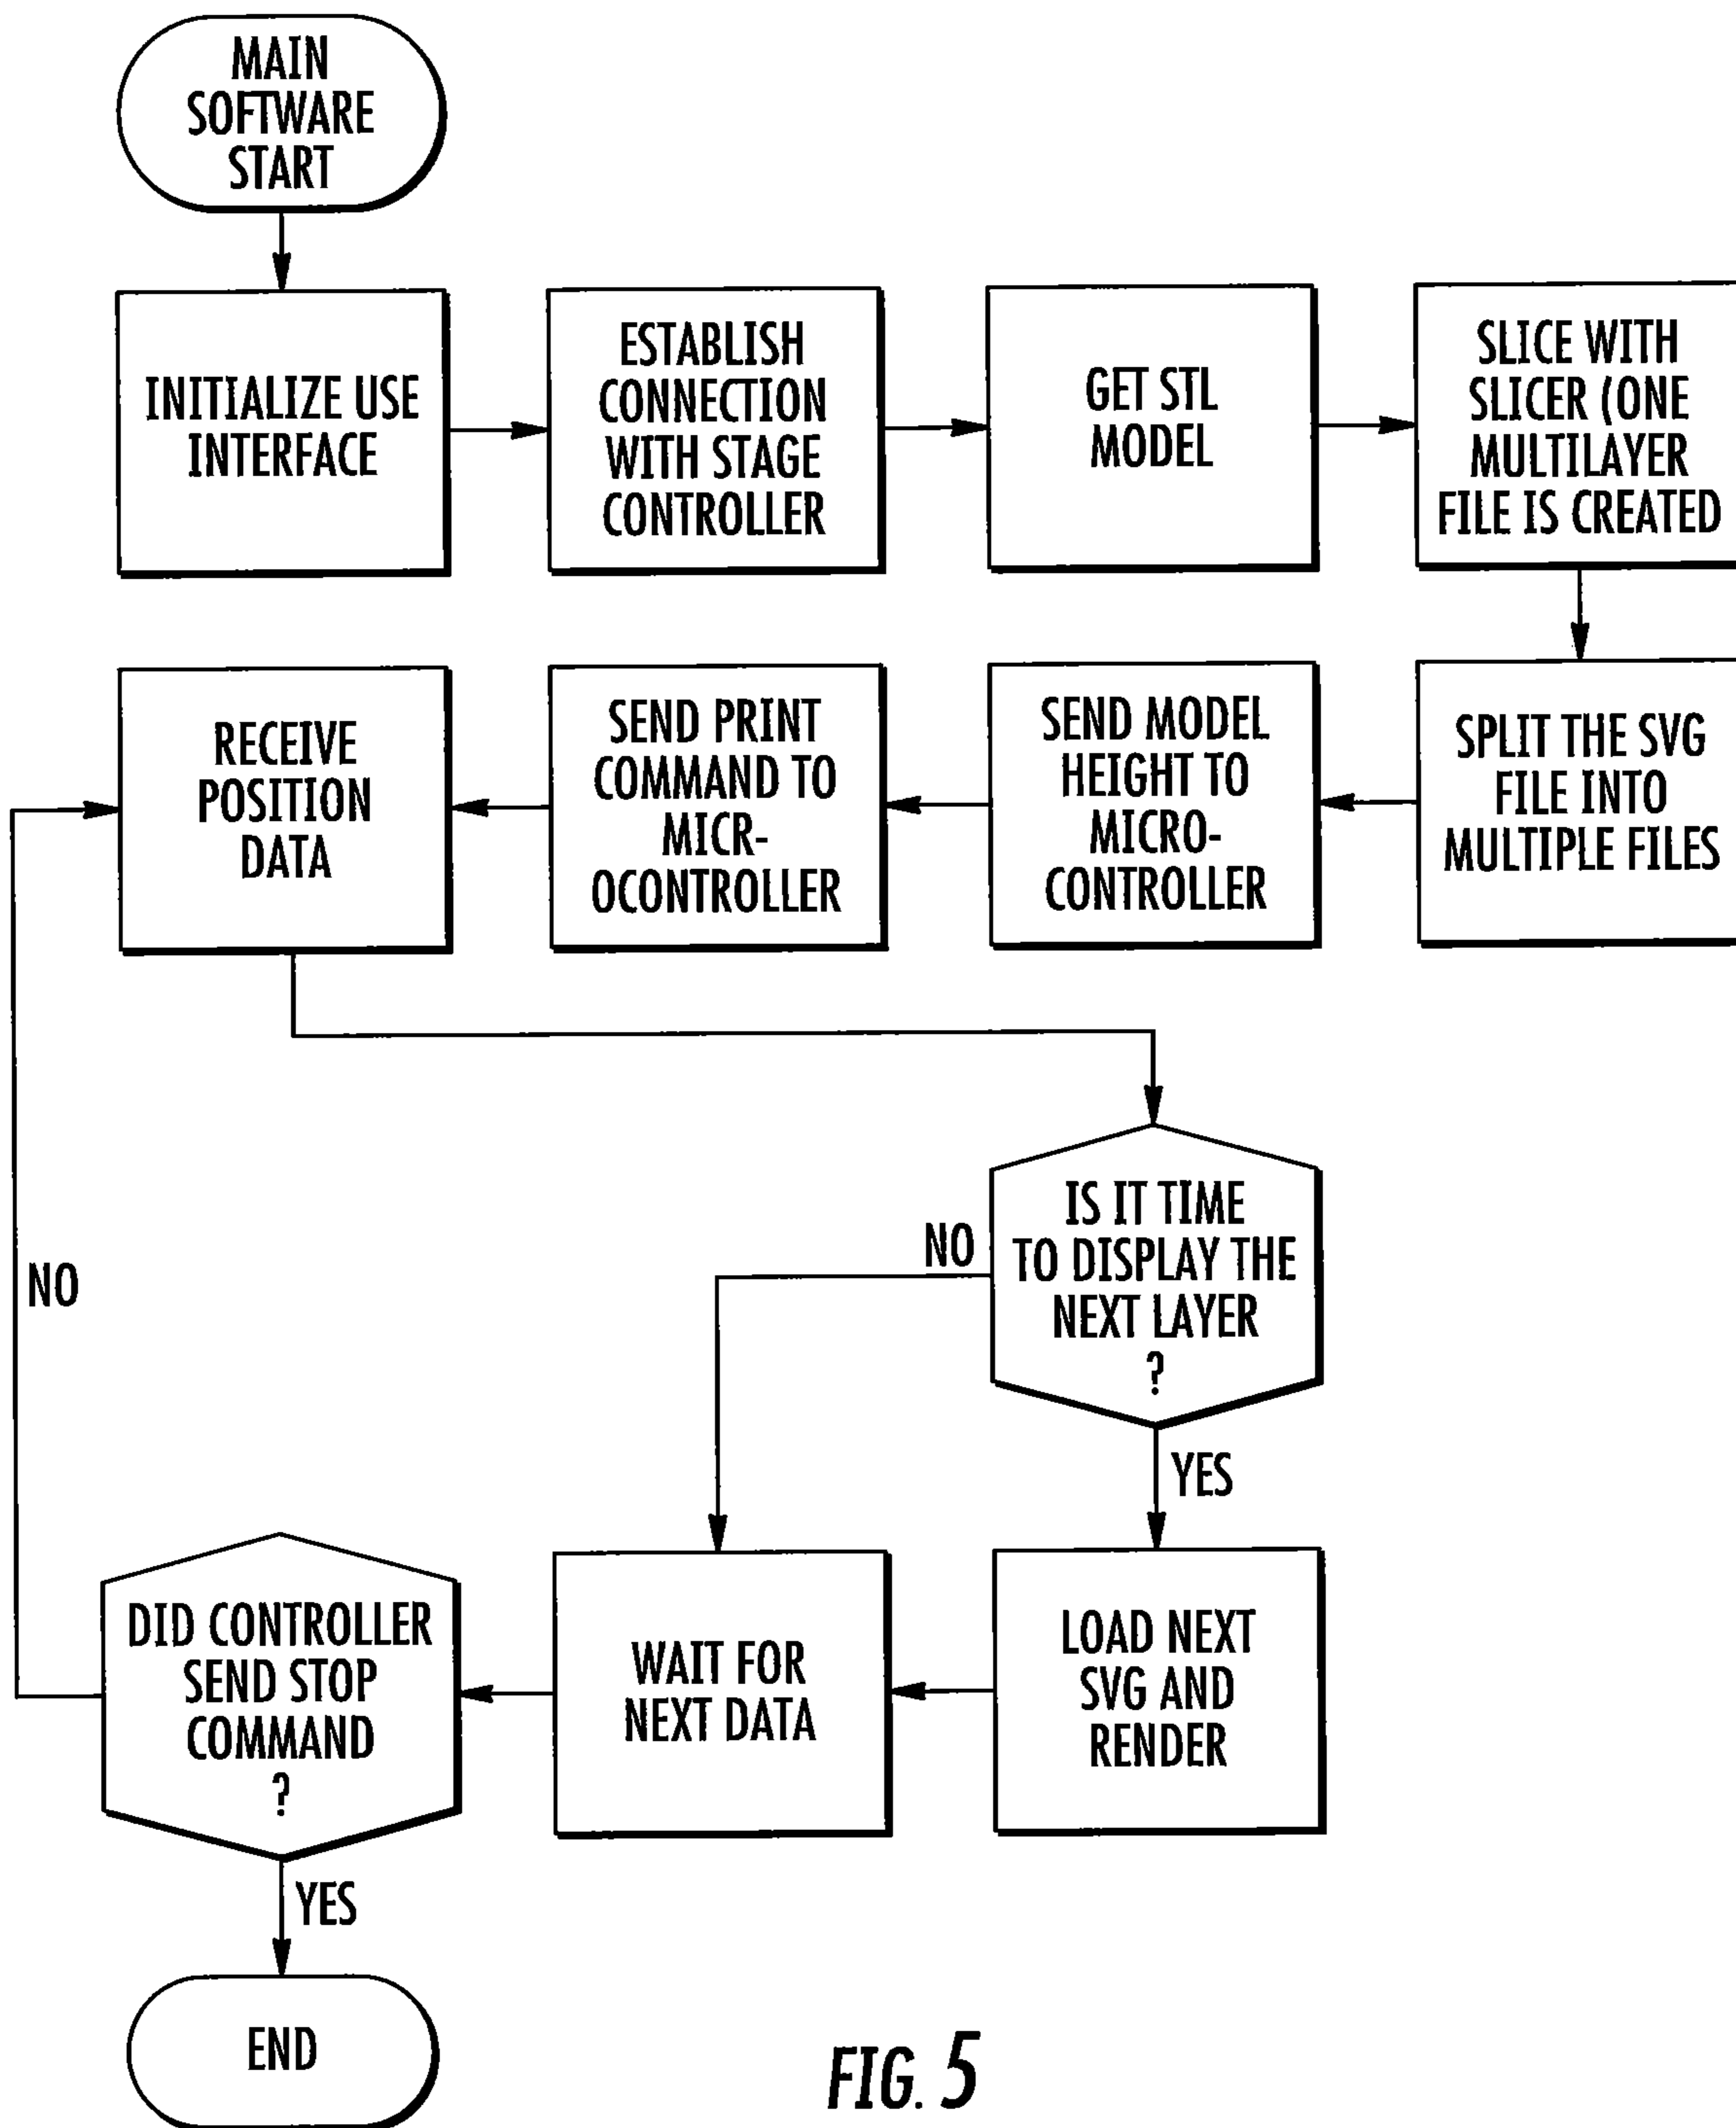 MAIN
SOFTWARE
START
INITIALIZE USE
INTERFACE
ESTABLISH
CONNECTION
WITH STAGE
CONTROLLER
GET STL
MODEL
SLICE WITH
SLICER (ONE
MULTILAYER
FILE IS CREATED
SPLIT THE SVG
FILE INTO
MULTIPLE FILES
SEND MODEL
HEIGHT TO
MICRO-
CONTROLLER
SEND PRINT
COMMAND TO
MICR-
OCONTROLLER
RECEIVE
POSITION
DATA
IS IT TIME
TO DISPLAY THE
NEXT LAYER
?
NO
YES
LOAD NEXT
SVG AND
RENDER
WAIT FOR
NEXT DATA
DID CONTROLLER
SEND STOP
COMMAND
?
NO
YES
END
FIG. 5